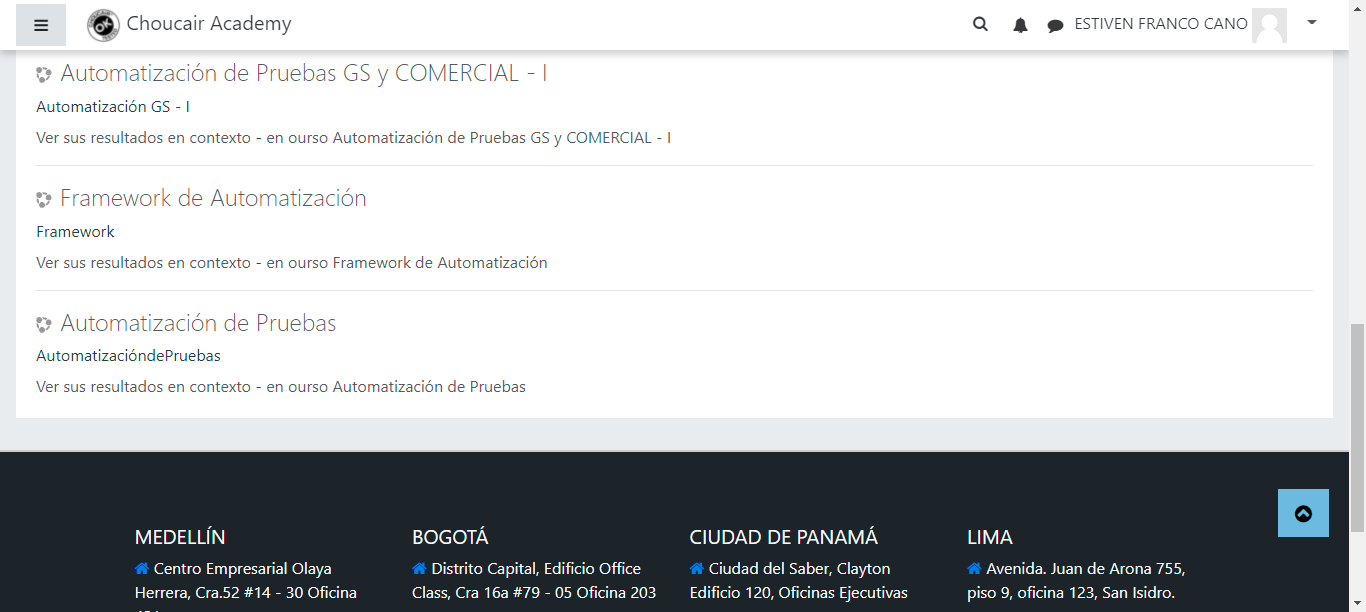 Choucair Academy
ESTIVEN FRANCO CANO
Automatización de Pruebas GS y COMERCIAL - I
Automatización GS - I
Ver sus resultados en contexto - en ourso Automatización de Pruebas GS y COMERCIAL - I
Framework de Automatización
Framework
Ver sus resultados en contexto - en ourso Framework de Automatización
Automatización de Pruebas
AutomatizacióndePruebas
Ver sus resultados en contexto - en ourso Automatización de Pruebas
MEDELLÍN
Centro Empresarial Olaya
Herrera, Cra.52 #14 - 30 Oficina
BOGOTÁ
Distrito Capital, Edificio Office
Class, Cra 16a #79 - 05 Oficina 203
CIUDAD DE PANAMÁ
Ciudad del Saber, Clayton
Edificio 120, Oficinas Ejecutivas
LIMA
Avenida. Juan de Arona 755,
piso 9, oficina 123, San Isidro.